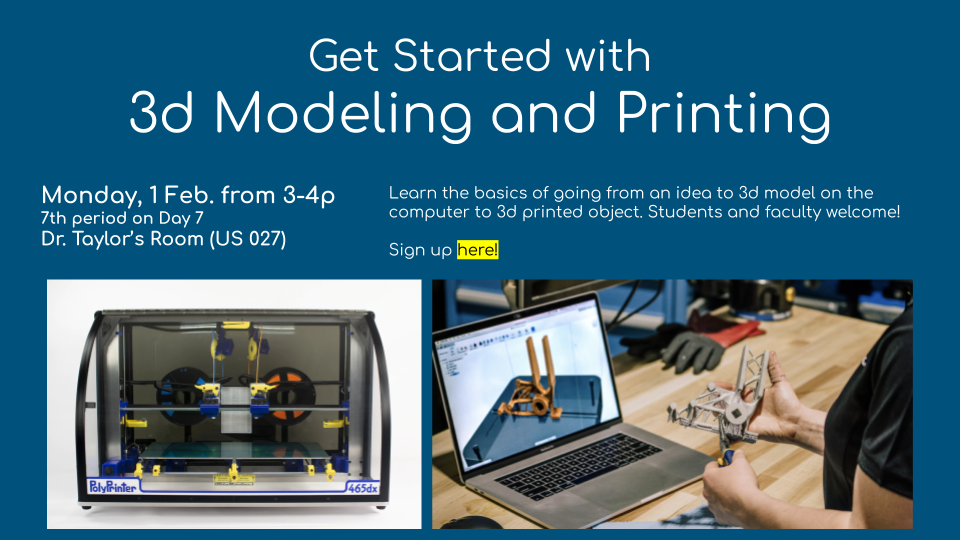 Get Started with
3d Modeling and Printing
Monday, 1 Feb. from 3-4p
7th period on Day 7
Dr. Taylor's Room (US 027)
Learn the basics of going from an idea to 3d model on the
computer to 3d printed object. Students and faculty welcome!
Sign up here!
PolyPrinter
465dx